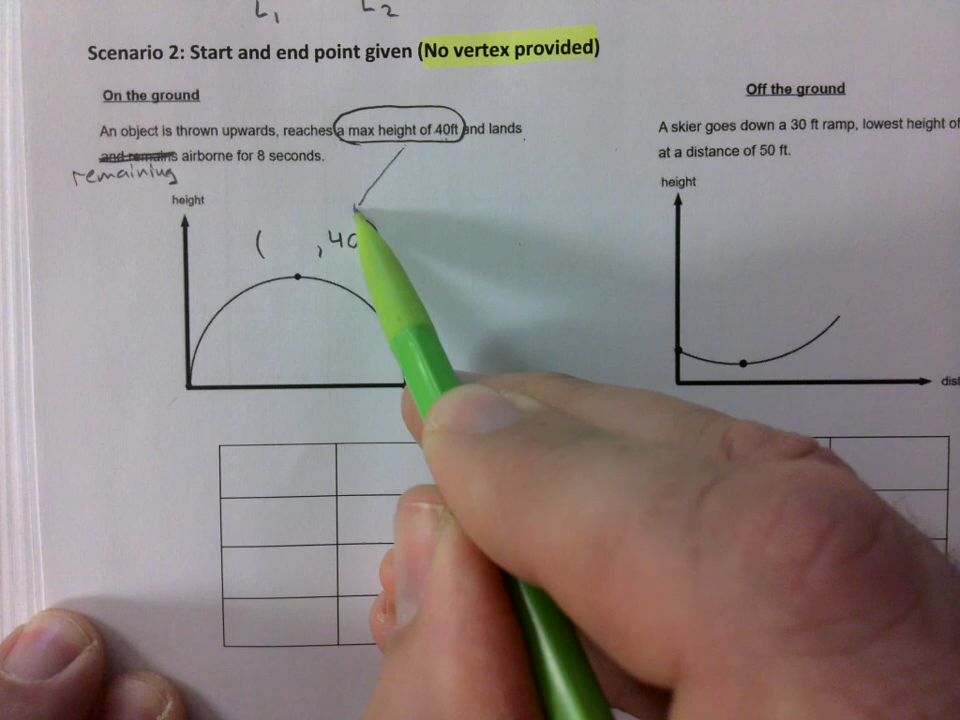 L1 L2
Scenario 2: Start and end point given (No vertex provided)
On the ground
An object is thrown upwards, reaches a max height of 40ft and lands
and remains airborne for 8 seconds.
remaining
height
( , 40
Off the ground
A skier goes down a 30 ft ramp, lowest height of
at a distance of 50 ft.
height